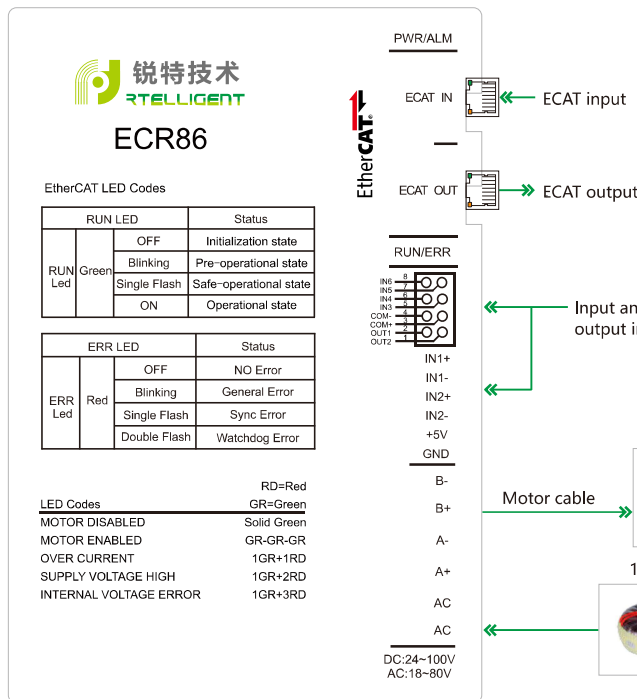 锐特技术
RTELLIGENT
ECR86
EtherCAT LED Codes
RUN LED Status
RUN Led Green OFF Initialization state
Blinking Pre-operational state
Single Flash Safe-operational state
ON Operational state
ERR LED Status
ERR Led Red OFF NO Error
Blinking General Error
Single Flash Sync Error
Double Flash Watchdog Error
RD=Red
LED Codes GR=Green
MOTOR DISABLED Solid Green
MOTOR ENABLED GR-GR-GR
OVER CURRENT 1GR+1RD
SUPPLY VOLTAGE HIGH 1GR+2RD
INTERNAL VOLTAGE ERROR 1GR+3RD
EtherCAT®
PWR/ALM
ECAT IN
ECAT input
ECAT OUT
ECAT output
RUN/ERR
IN6 8
IN5 7
IN4 6
IN3 5
COM- 4
COM+ 3
OUT1 2
OUT2 1
Input an
output i
IN1+
IN1-
IN2+
IN2-
+5V
GND
B-
B+
Motor cable
A-
A+
1
AC
AC
DC:24~100V
AC:18~80V